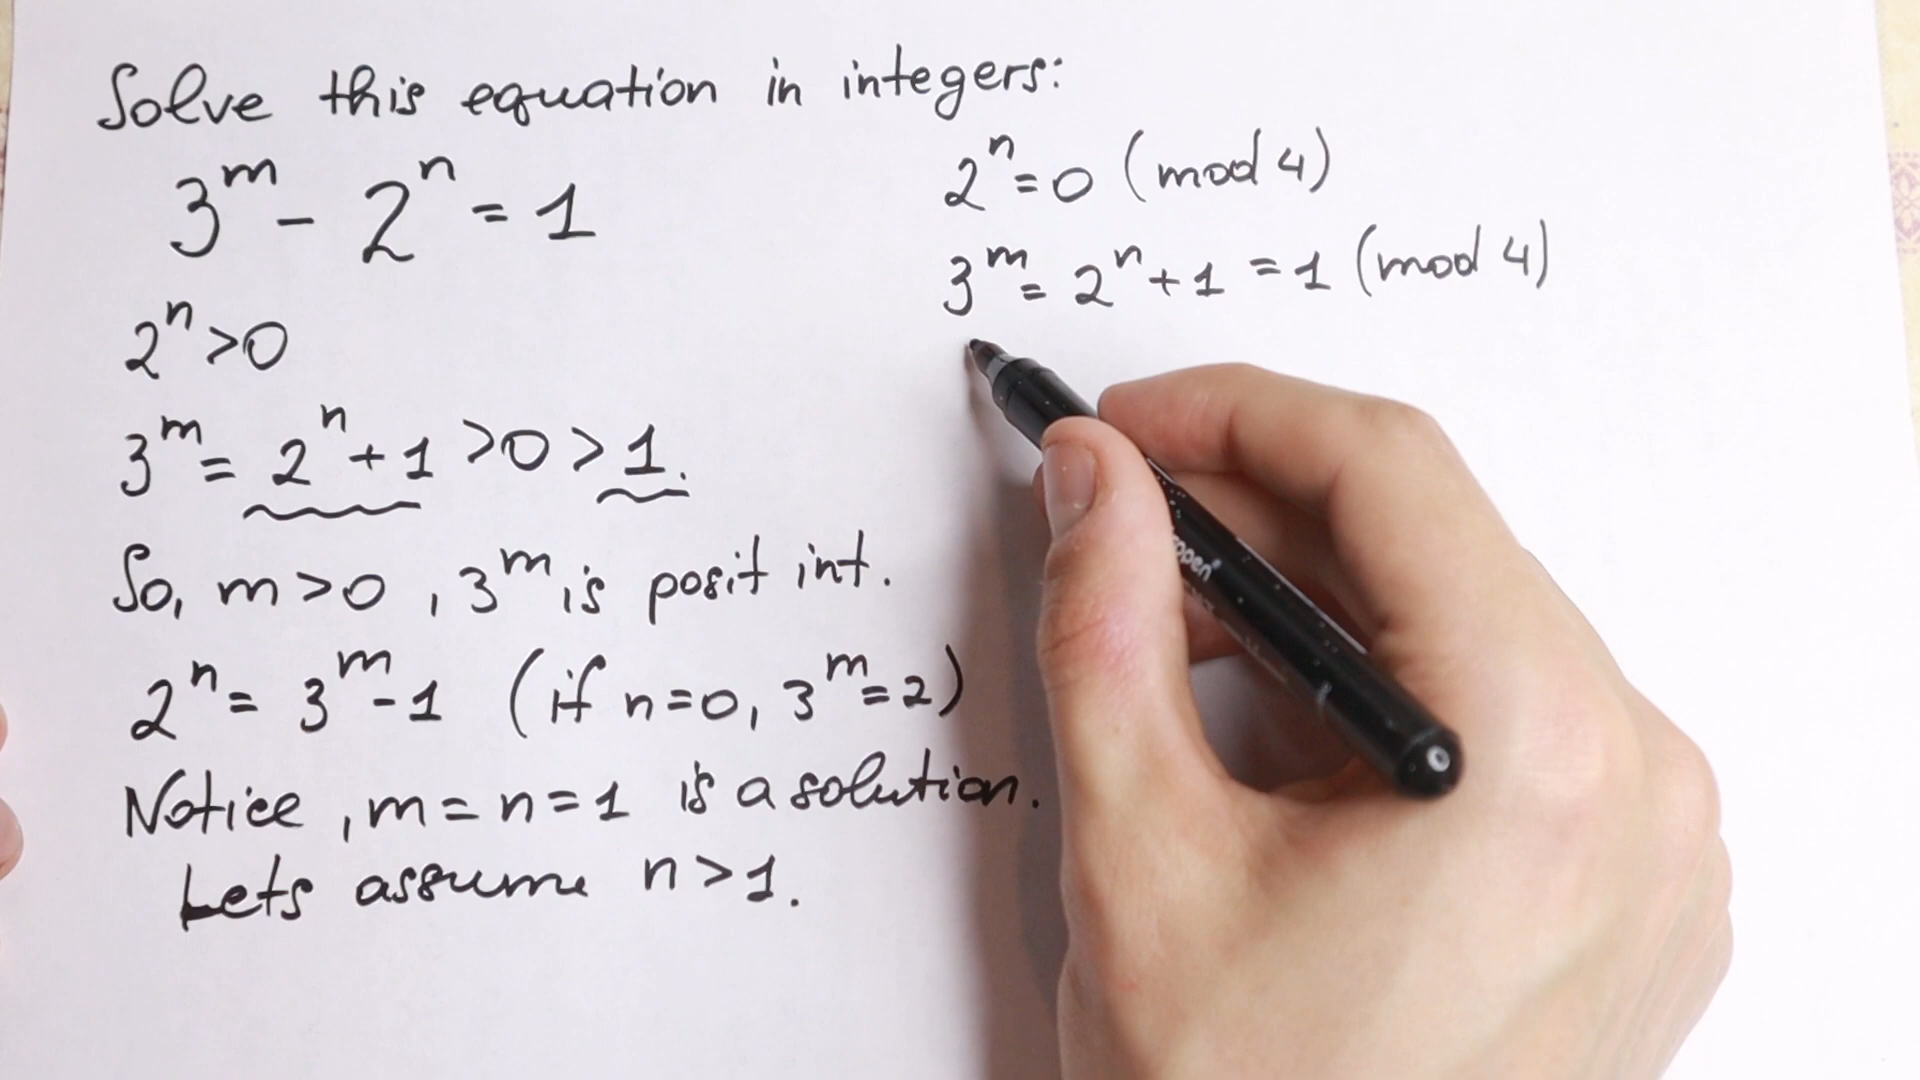 Solve this equation in integers:
3^m - 2^n = 1
2^n > 0
3^m = 2^n + 1 > 0 > 1.
So, m > 0, 3^m is posit int.
2^n = 3^m - 1 (if n = 0, 3^m = 2)
Notice, m = n = 1 is a solution.
Lets assume n > 1.
2^n = 0 (mod 4)
3^m = 2^n + 1 = 1 (mod 4)